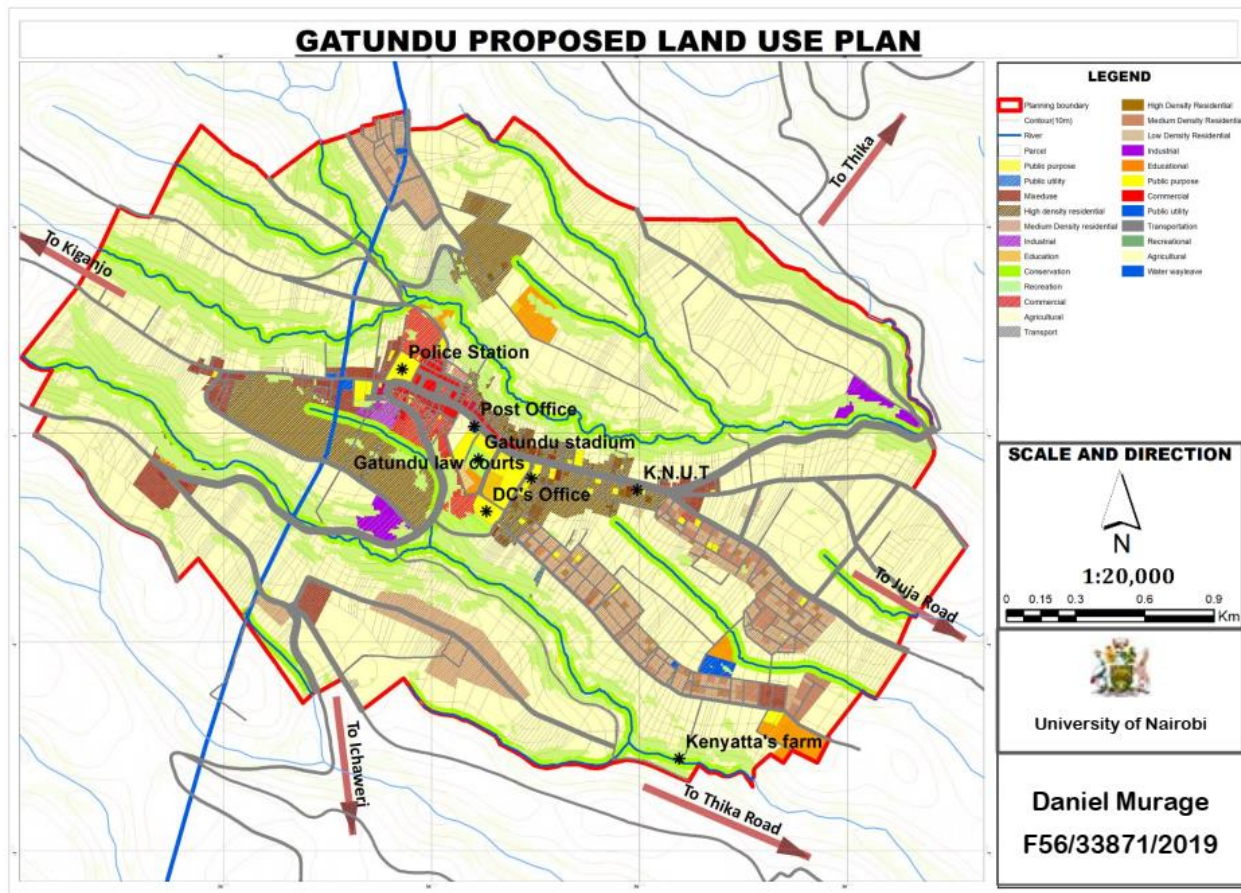 GATUNDU PROPOSED LAND USE PLAN
To Thika
To Kiganjo
Police Station
Post Office
Gatundu stadium
Gatundu law courts
K.N.U.T
DC's Office
To Juja Road
Kenyatta's farm
To Ichaweri
To Thika Road
LEGEND
Planning boundary
Contour(10m)
River
Parcel
Public purpose
Public utility
Mixeduse
High density residential
Medium Density residential
Industrial
Education
Conservation
Recreation
Commercial
Agricultural
Transport
High Density Residential
Medium Density Residential
Low Density Residential
Industrial
Educational
Public purpose
Commercial
Public utility
Transportation
Recreational
Agricultural
Water wayleave
SCALE AND DIRECTION
N
1:20,000
0 0.15 0.3 0.6 0.9
Km
University of Nairobi
Daniel Murage
F56/33871/2019